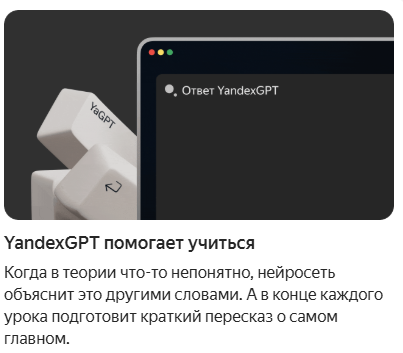 Ответ YandexGPT
YaGPT
YandexGPT помогает учиться
Когда в теории что-то непонятно, нейросеть
объяснит это другими словами. А в конце каждого
урока подготовит краткий пересказ о самом
главном.